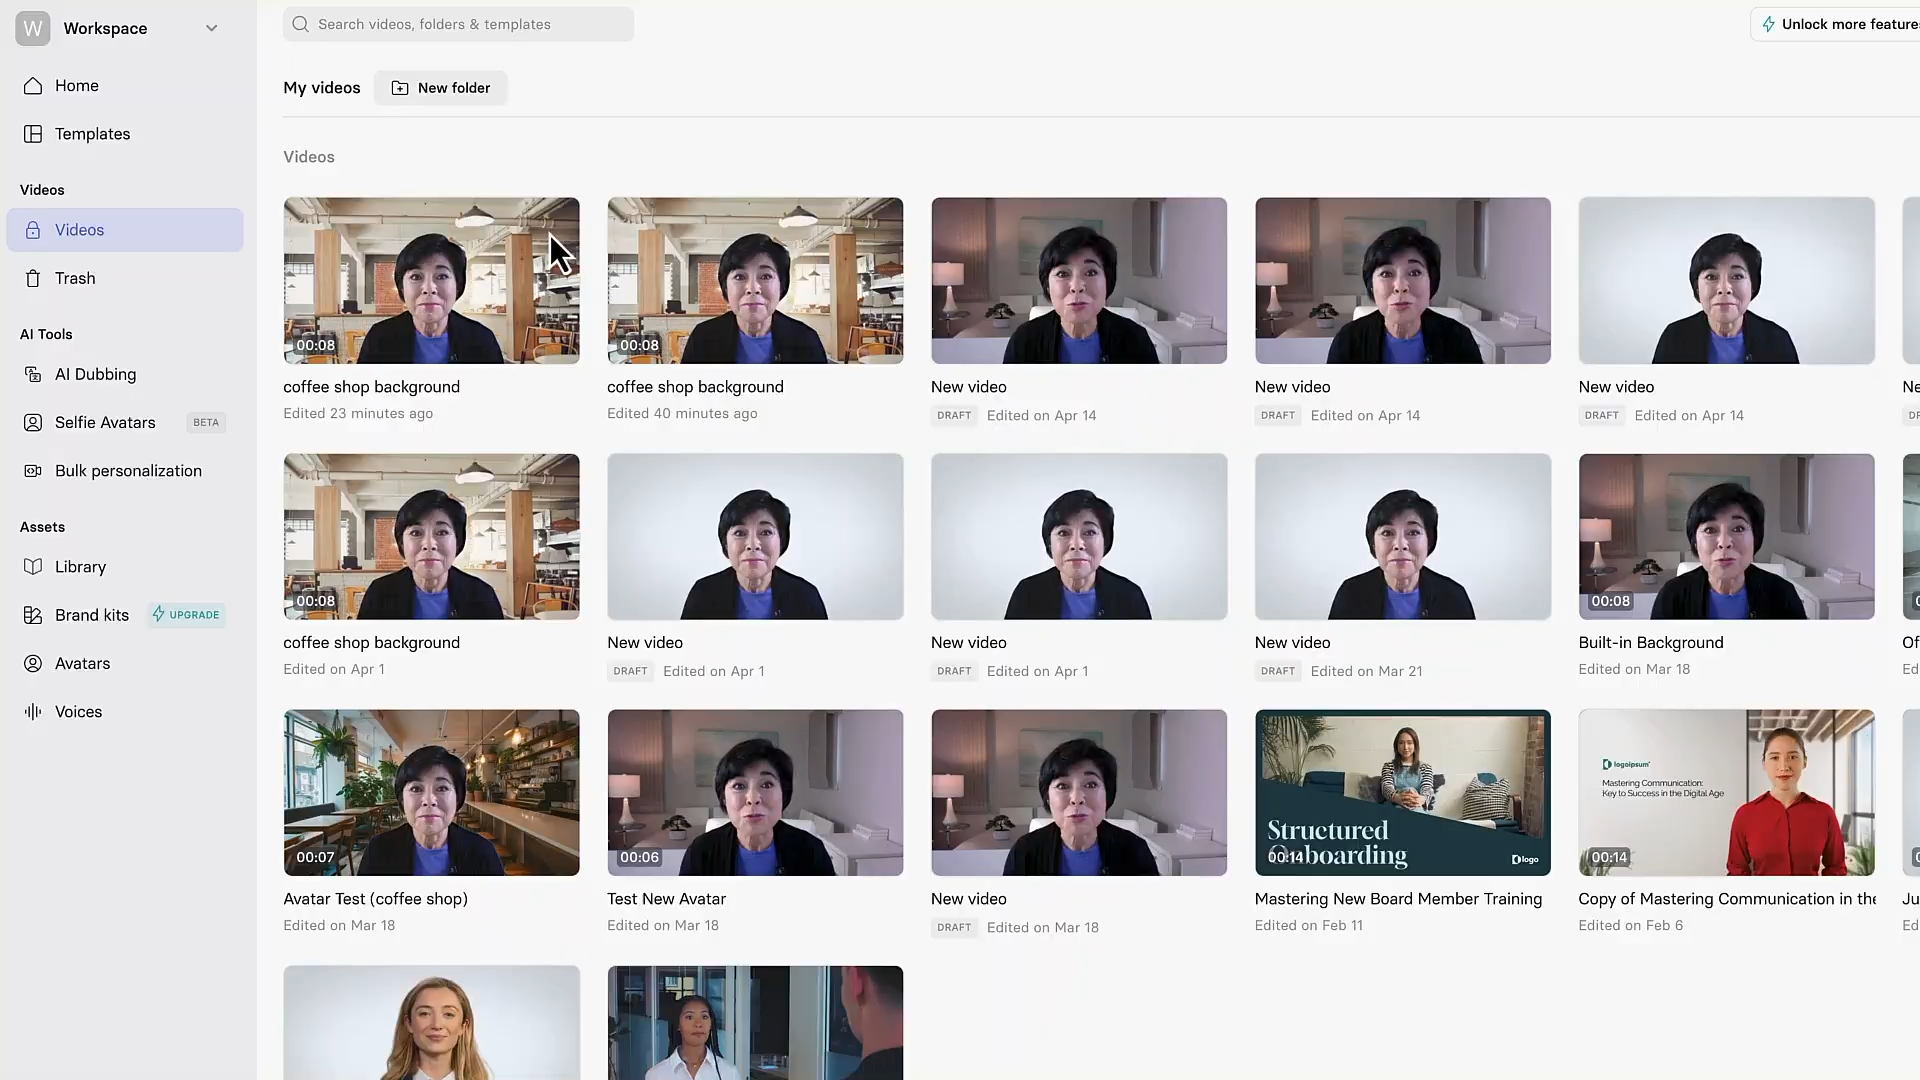 W Workspace
Search videos, folders & templates
Unlock more feature
Home
Templates
Videos
Videos
Trash
AI Tools
AI Dubbing
Selfie Avatars BETA
Bulk personalization
Assets
Library
Brand kits UPGRADE
Avatars
Voices
My videos New folder
Videos
00:08 00:08
coffee shop background coffee shop background New video New video New video
Edited 23 minutes ago Edited 40 minutes ago DRAFT Edited on Apr 14 DRAFT Edited on Apr 14 DRAFT Edited on Apr 14
00:08 00:08
coffee shop background New video New video New video Built-in Background
Edited on Apr 1 DRAFT Edited on Apr 1 DRAFT Edited on Apr 1 DRAFT Edited on Mar 21 Edited on Mar 18
logoipsum
Mastering Communication:
Key to Success in the Digital Age
Structured
Onboarding
logo
00:07 00:06 00:14 00:14
Avatar Test (coffee shop) Test New Avatar New video Mastering New Board Member Training Copy of Mastering Communication in the
Edited on Mar 18 Edited on Mar 18 DRAFT Edited on Mar 18 Edited on Feb 11 Edited on Feb 6